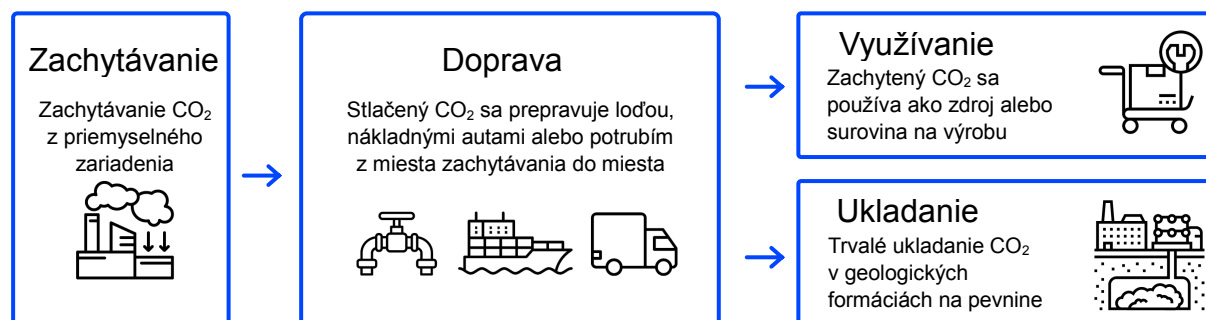 Zachytávanie
Zachytávanie CO₂
z priemyselného
zariadenia
Doprava
Stlačený CO₂ sa prepravuje loďou,
nákladnými autami alebo potrubím
z miesta zachytávania do miesta
Využívanie
Zachytený CO₂ sa
používa ako zdroj alebo
surovina na výrobu
Ukladanie
Trvalé ukladanie CO₂
v geologických
formáciách na pevnine